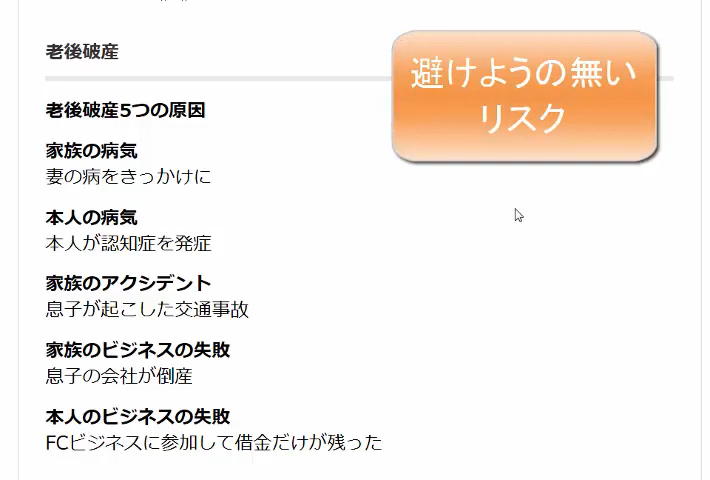 老後破産
避けようの無い
リスク
老後破産5つの原因
家族の病気
妻の病をきっかけに
本人の病気
本人が認知症を発症
家族のアクシデント
息子が起こした交通事故
家族のビジネスの失敗
息子の会社が倒産
本人のビジネスの失敗
FCビジネスに参加して借金だけが残った